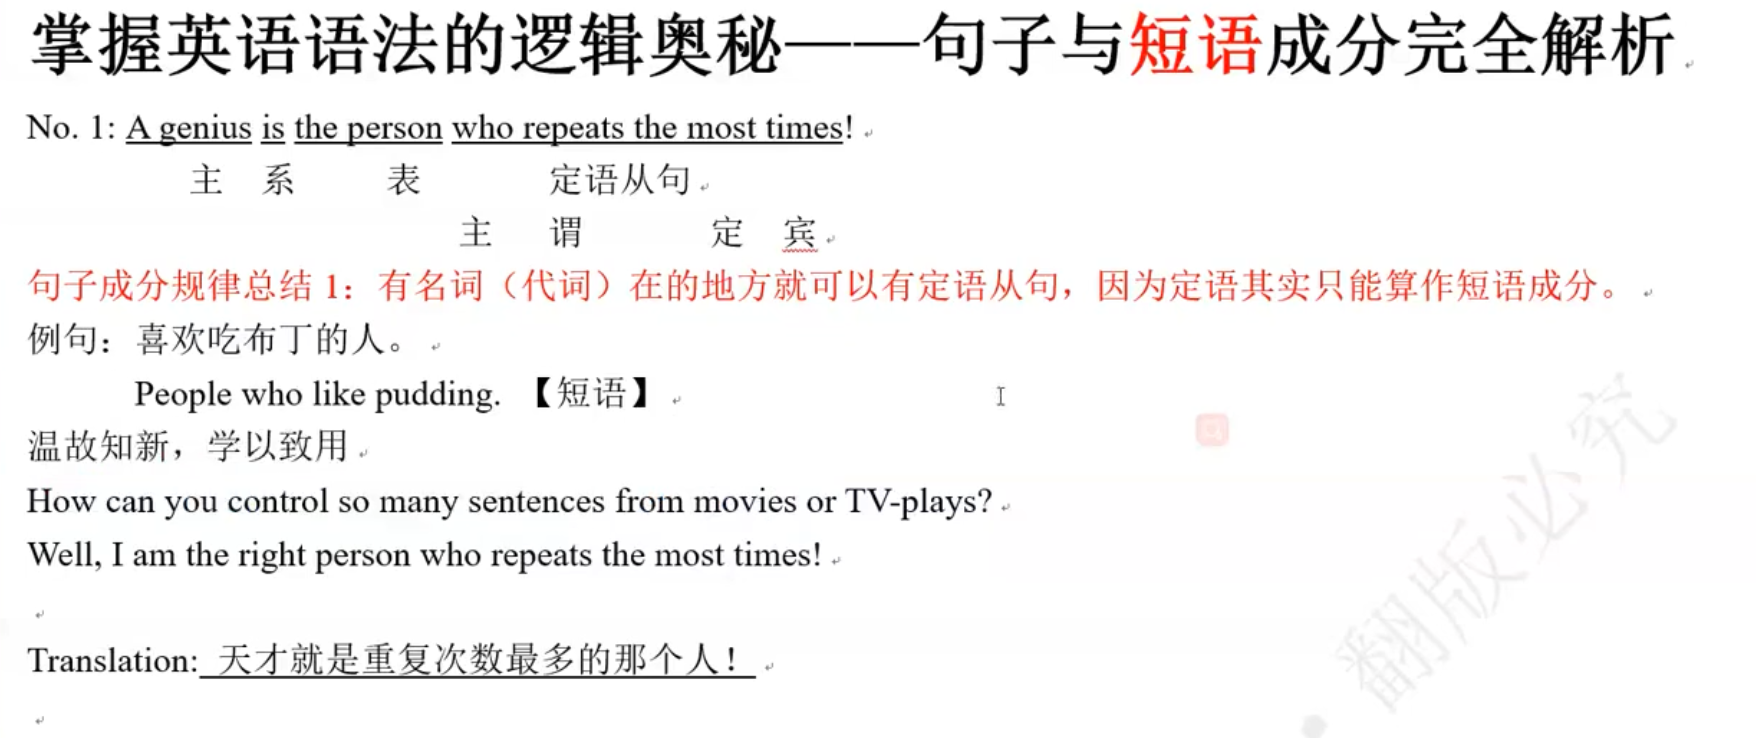 掌握英语语法的逻辑奥秘——句子与短语成分完全解析
No. 1: A genius is the person who repeats the most times!
主 系 表 定语从句
主 谓 定 宾
句子成分规律总结 1：有名词（代词）在的地方就可以有定语从句，因为定语其实只能算作短语成分。
例句：喜欢吃布丁的人。
People who like pudding. 【短语】
温故知新，学以致用
How can you control so many sentences from movies or TV-plays?
Well, I am the right person who repeats the most times!
Translation: 天才就是重复次数最多的那个人！
翻版必究